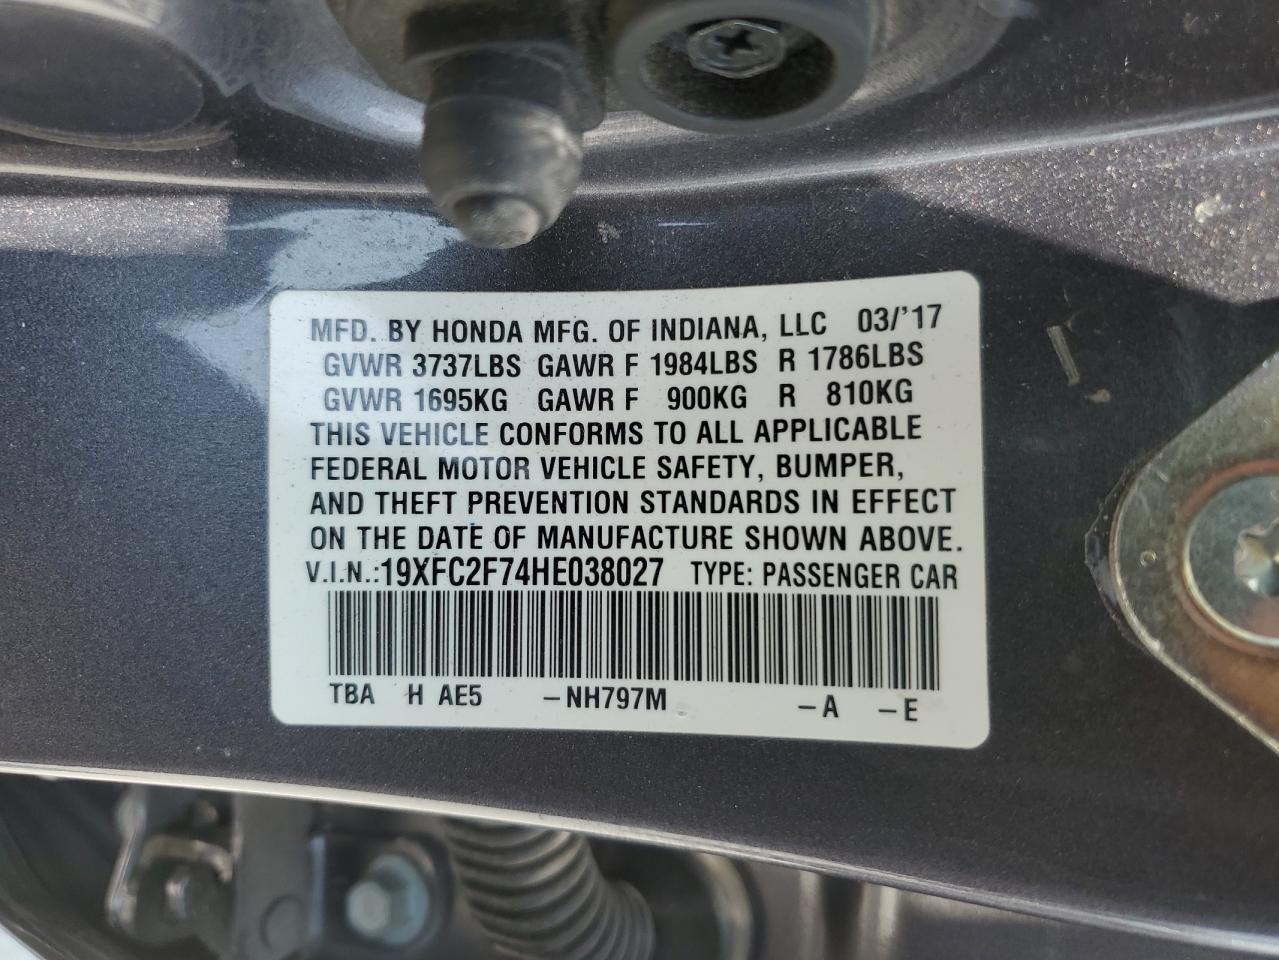 MFD. BY HONDA MFG. OF INDIANA, LLC 03/'17
GVWR 3737LBS GAWR F 1984LBS R 1786LBS
GVWR 1695KG GAWR F 900KG R 810KG
THIS VEHICLE CONFORMS TO ALL APPLICABLE
FEDERAL MOTOR VEHICLE SAFETY, BUMPER,
AND THEFT PREVENTION STANDARDS IN EFFECT
ON THE DATE OF MANUFACTURE SHOWN ABOVE.
V.I.N.:19XFC2F74HE038027 TYPE: PASSENGER CAR
TBA H AE5 –NH797M –A –E